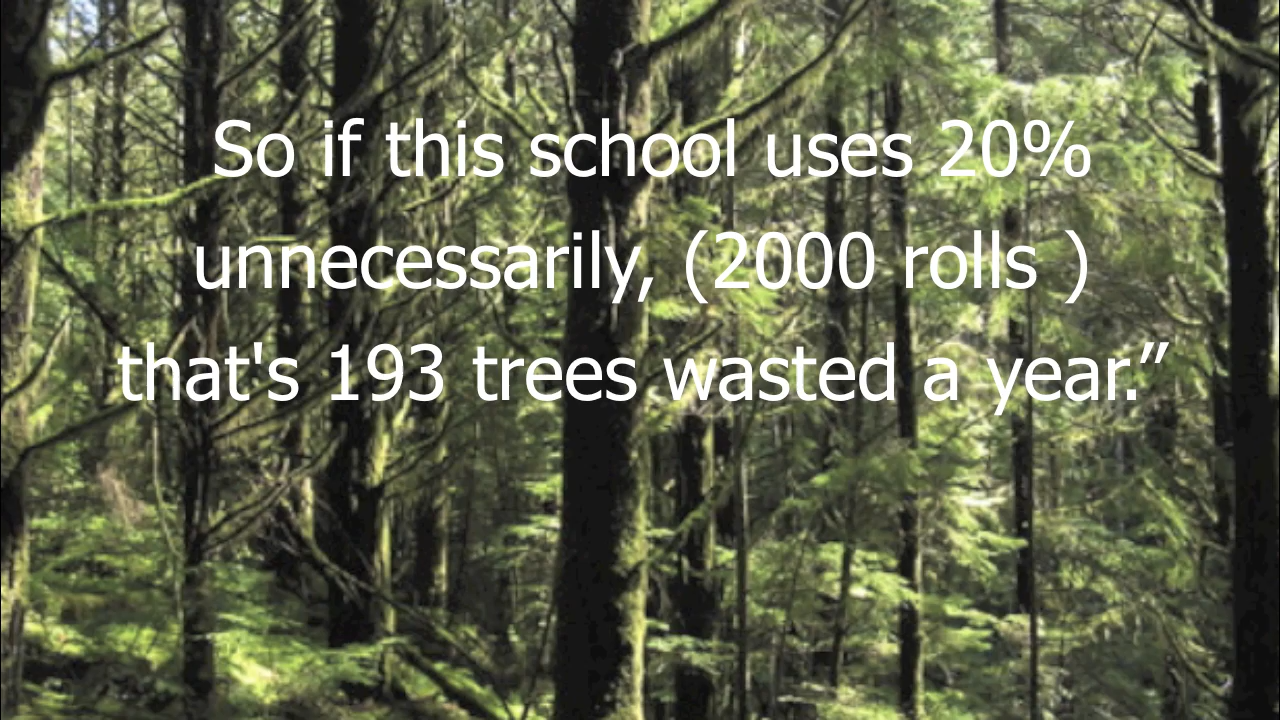 So if this school uses 20%
unnecessarily, (2000 rolls )
that's 193 trees wasted a year.”